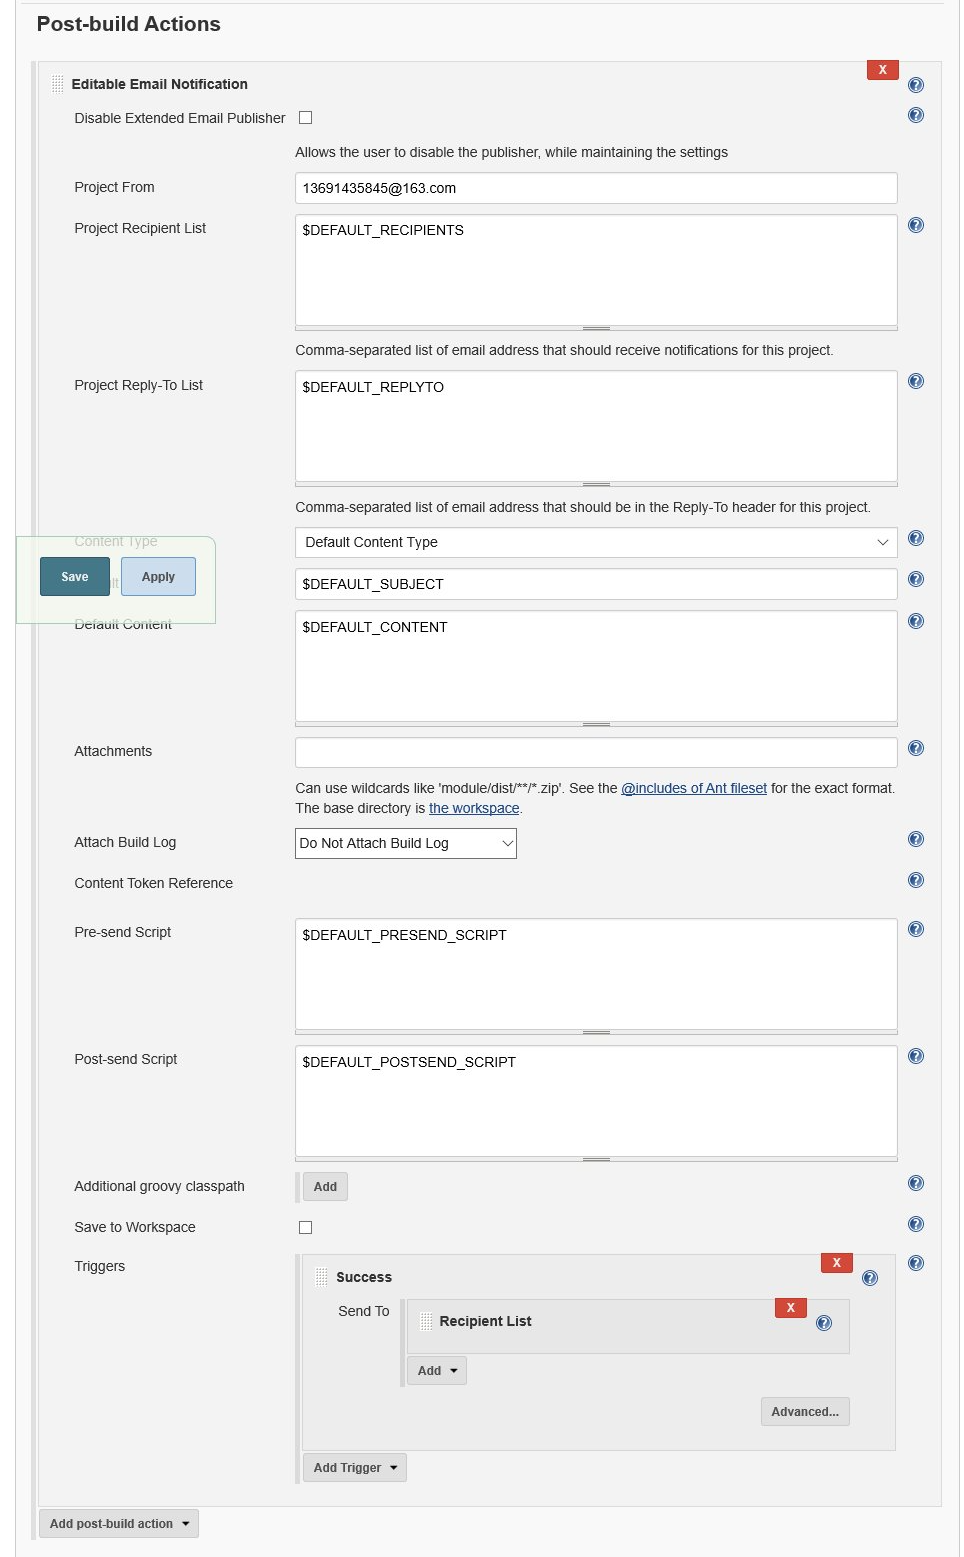 Post-build Actions
X
Editable Email Notification
Disable Extended Email Publisher
Allows the user to disable the publisher, while maintaining the settings
Project From
13691435845@163.com
Project Recipient List
$DEFAULT_RECIPIENTS
Comma-separated list of email address that should receive notifications for this project.
Project Reply-To List
$DEFAULT_REPLYTO
Comma-separated list of email address that should be in the Reply-To header for this project.
Content Type
Default Content Type
Save
Apply
$DEFAULT_SUBJECT
Default Content
$DEFAULT_CONTENT
Attachments
Can use wildcards like 'module/dist/**/*.zip'. See the @includes of Ant fileset for the exact format.
The base directory is the workspace.
Attach Build Log
Do Not Attach Build Log
Content Token Reference
Pre-send Script
$DEFAULT_PRESEND_SCRIPT
Post-send Script
$DEFAULT_POSTSEND_SCRIPT
Additional groovy classpath
Add
Save to Workspace
Triggers
X
Success
Send To
X
Recipient List
Add
Advanced...
Add Trigger
Add post-build action